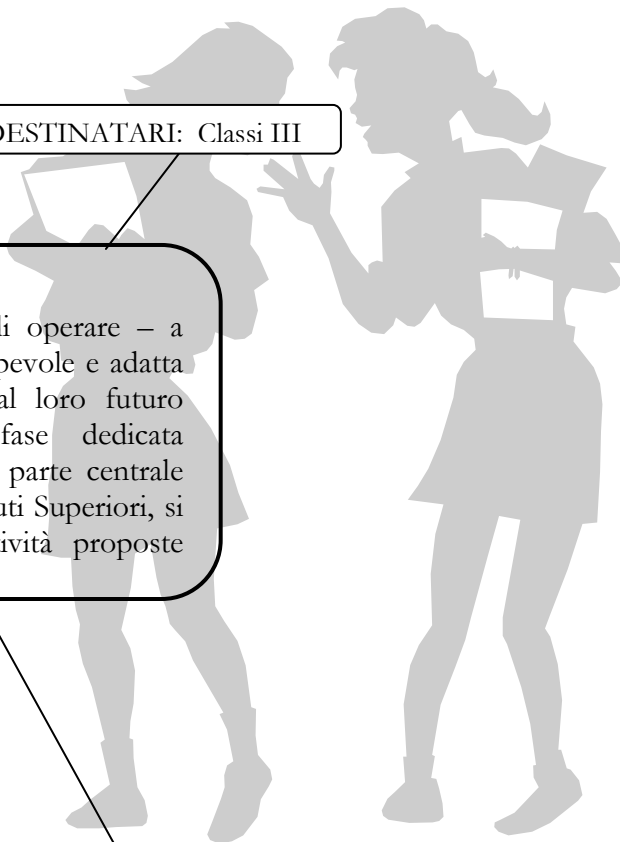 DESTINATARI: Classi III
di operare – a
pevole e adatta
al loro futuro
fase dedicata
parte centrale
uti Superiori, si
ività proposte